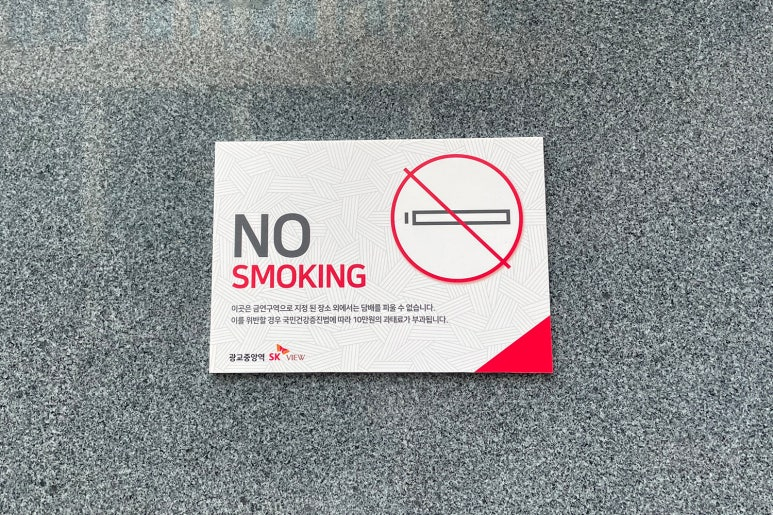 NO
SMOKING
이곳은 금연구역으로 지정 된 장소 외에서는 담배를 피울 수 없습니다.
이를 위반할 경우 국민건강증진법에 따라 10만원의 과태료가 부과됩니다.
광교중앙역 SK VIEW